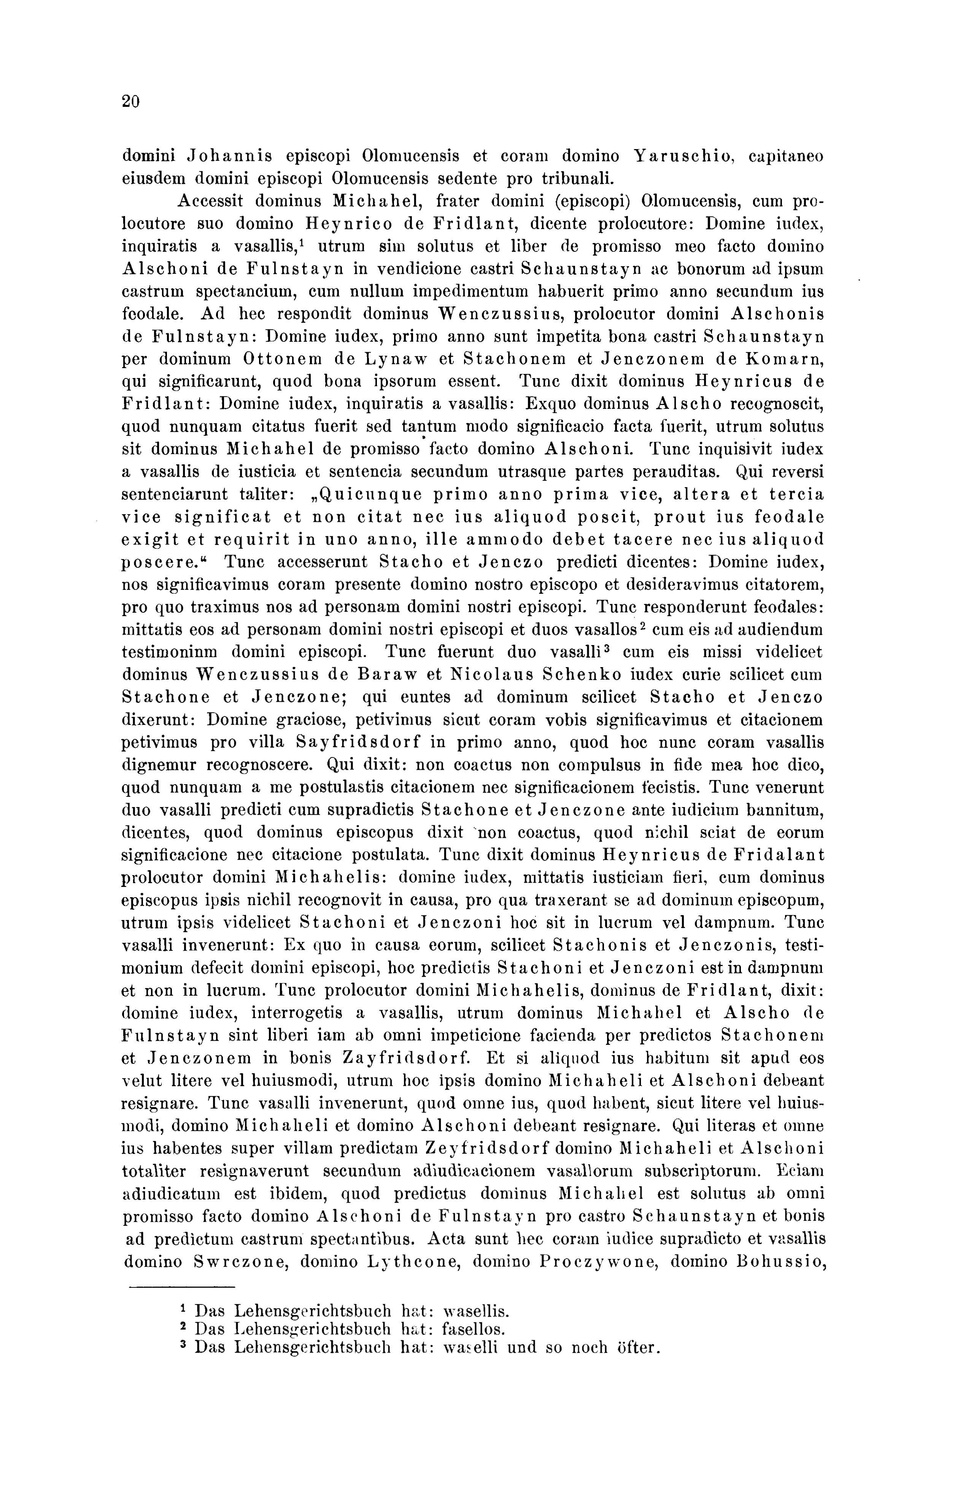 20
domini Johannis episcopi Olomucensis et coram domino Yaruschio, capitaneo
eiusdem domini episcopi Olomucensis sedente pro tribunali.
Accessit dominus Michahel, frater domini (episcopi) Olomucensis, cum pro-
locutore suo domino Heynrico de Fridlant, dicente prolocutore: Domine iudex,
inquiratis a vasallis,¹ utrum sim solutus et liber de promisso meo facto domino
Alschoni de Fulnstayn in vendicione castri Schaunstayn ac bonorum ad ipsum
castrum spectancium, cum nullum impedimentum habuerit primo anno secundum ius
feodale. Ad hec respondit dominus Wenczussius, prolocutor domini Alschonis
de Fulnstayn: Domine iudex, primo anno sunt impetita bona castri Schaunstayn
per dominum Ottonem de Lynaw et Stachonem et Jenczonem de Komarn,
qui significarunt, quod bona ipsorum essent. Tunc dixit dominus Heynricus de
Fridlant: Domine iudex, inquiratis a vasallis: Exquo dominus Alscho recognoscit,
quod nunquam citatus fuerit sed tantum modo significacio facta fuerit, utrum solutus
sit dominus Michahel de promisso facto domino Alschoni. Tunc inquisivit iudex
a vasallis de iusticia et sentencia secundum utrasque partes perauditas. Qui reversi
sentenciarunt taliter: „Quicunque primo anno prima vice, altera et tercia
vice significat et non citat nec ius aliquod poscit, prout ius feodale
exigit et requirit in uno anno, ille ammodo debet tacere nec ius aliquod
poscere.“ Tunc accesserunt Stacho et Jenczo predicti dicentes: Domine iudex,
nos significavimus coram presente domino nostro episcopo et desideravimus citatorem,
pro quo traximus nos ad personam domini nostri episcopi. Tunc responderunt feodales:
mittatis eos ad personam domini nostri episcopi et duos vasallos² cum eis ad audiendum
testimoninm domini episcopi. Tunc fuerunt duo vasalli³ cum eis missi videlicet
dominus Wenczussius de Baraw et Nicolaus Schenko iudex curie scilicet cum
Stachone et Jenczone; qui euntes ad dominum scilicet Stacho et Jenczo
dixerunt: Domine graciose, petivimus sicut coram vobis significavimus et citacionem
petivimus pro villa Sayfridsdorf in primo anno, quod hoc nunc coram vasallis
dignemur recognoscere. Qui dixit: non coactus non compulsus in fide mea hoc dico,
quod nunquam a me postulastis citacionem nec significacionem fecistis. Tunc venerunt
duo vasalli predicti cum supradictis Stachone et Jenczone ante iudicium bannitum,
dicentes, quod dominus episcopus dixit non coactus, quod nichil sciat de eorum
significacione nec citacione postulata. Tunc dixit dominus Heynricus de Fridalant
prolocutor domini Michahelis: domine iudex, mittatis iusticiam fieri, cum dominus
episcopus ipsis nichil recognovit in causa, pro qua traxerant se ad dominum episcopum,
utrum ipsis videlicet Stachoni et Jenczoni hoc sit in lucrum vel dampnum. Tunc
vasalli invenerunt: Ex quo in causa eorum, scilicet Stachonis et Jenczonis, testi-
monium defecit domini episcopi, hoc predictis Stachoni et Jenczoni est in dampnum
et non in lucrum. Tunc prolocutor domini Michahelis, dominus de Fridlant, dixit:
domine iudex, interrogetis a vasallis, utrum dominus Michahel et Alscho de
Fulnstayn sint liberi iam ab omni impeticione facienda per predictos Stachonem
et Jenczonem in bonis Zayfridsdorf. Et si aliquod ius habitum sit apud eos
velut litere vel huiusmodi, utrum hoc ipsis domino Michaheli et Alschoni debeant
resignare. Tunc vasalli invenerunt, quod omne ius, quod habent, sicut litere vel huius-
modi, domino Michaheli et domino Alschoni debeant resignare. Qui literas et omne
ius habentes super villam predictam Zeyfridsdorf domino Michaheli et Alschoni
totaliter resignaverunt secundum adiudicacionem vasallorum subscriptorum. Eciam
adiudicatum est ibidem, quod predictus dominus Michahel est solutus ab omni
promisso facto domino Alschoni de Fulnstayn pro castro Schaunstayn et bonis
ad predictum castrum spectantibus. Acta sunt hec coram iudice supradicto et vasallis
domino Swrczone, domino Lythcone, domino Proczywone, domino Bohussio,
¹ Das Lehensgerichtsbuch hat: wasellis.
² Das Lehensgerichtsbuch hat: fasellos.
³ Das Lehensgerichtsbuch hat: waselli und so noch öfter.